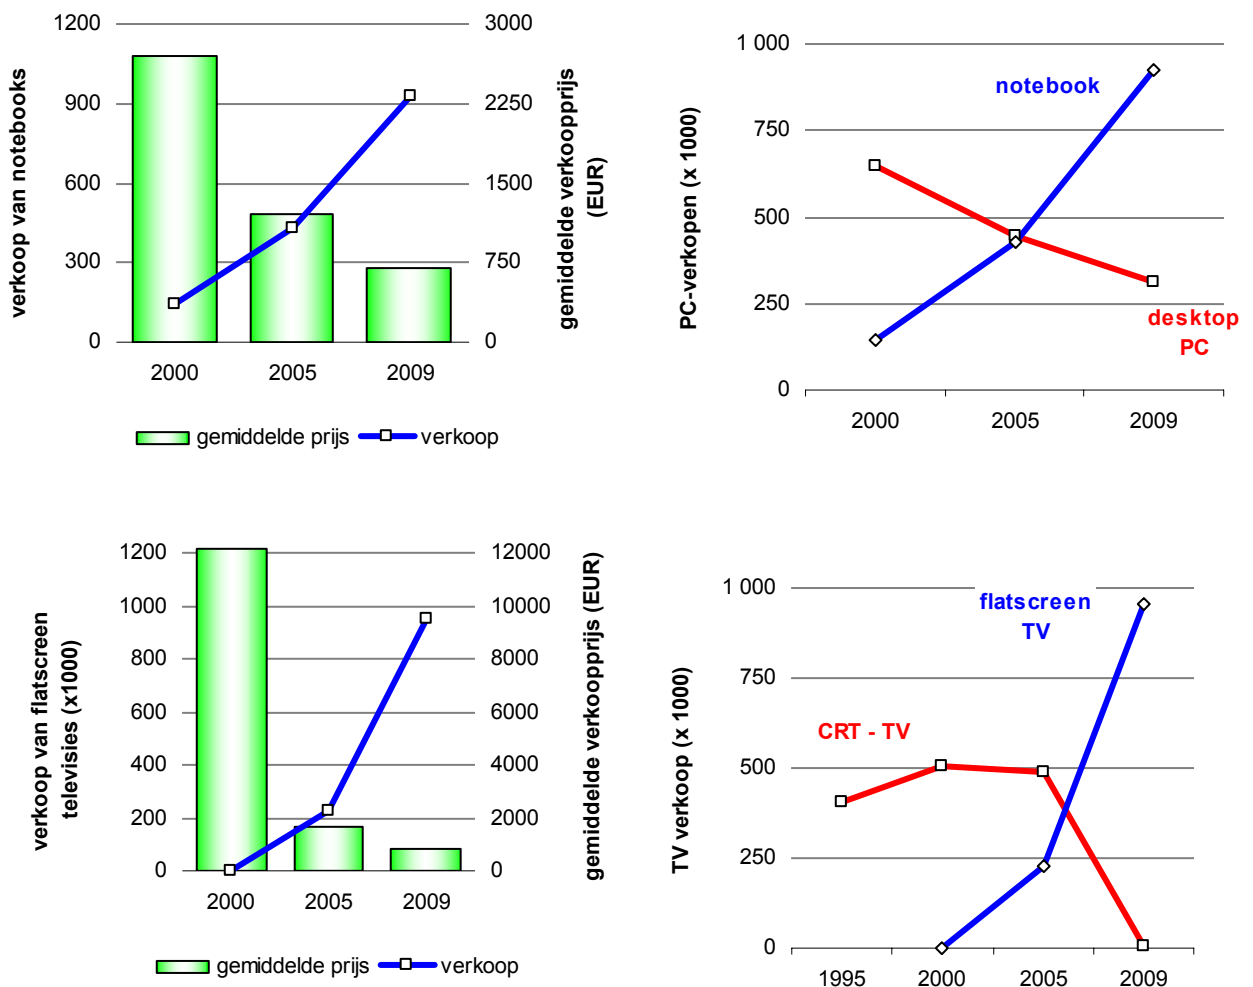 verkoop van notebooks
1200
900
600
300
0
3000
2250
1500
750
0
gemiddelde verkoopprijs
(EUR)
2000 2005 2009
gemiddelde prijs verkoop
PC-verkopen (x 1000)
1 000
750
500
250
0
notebook
desktop
PC
2000 2005 2009
verkoop van flatscreen
televisies (x1000)
1200
1000
800
600
400
200
0
12000
10000
8000
6000
4000
2000
0
gemiddelde verkoopprijs (EUR)
2000 2005 2009
gemiddelde prijs verkoop
TV verkoop (x 1000)
1 000
750
500
250
0
flatscreen
TV
CRT - TV
1995 2000 2005 2009